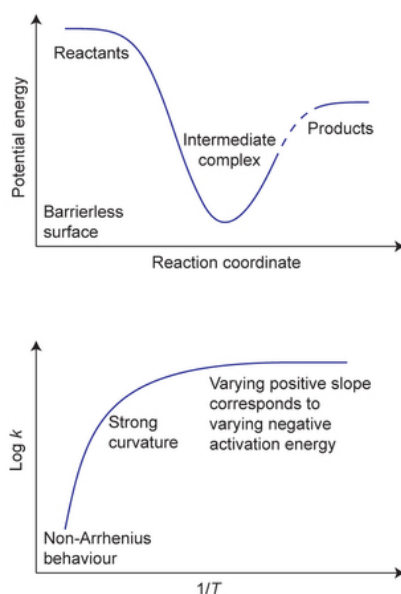 Potential energy
Reactants
Intermediate
complex
Products
Barrierless
surface
Reaction coordinate
Log k
Strong
curvature
Varying positive slope
corresponds to
varying negative
activation energy
Non-Arrhenius
behaviour
1/T